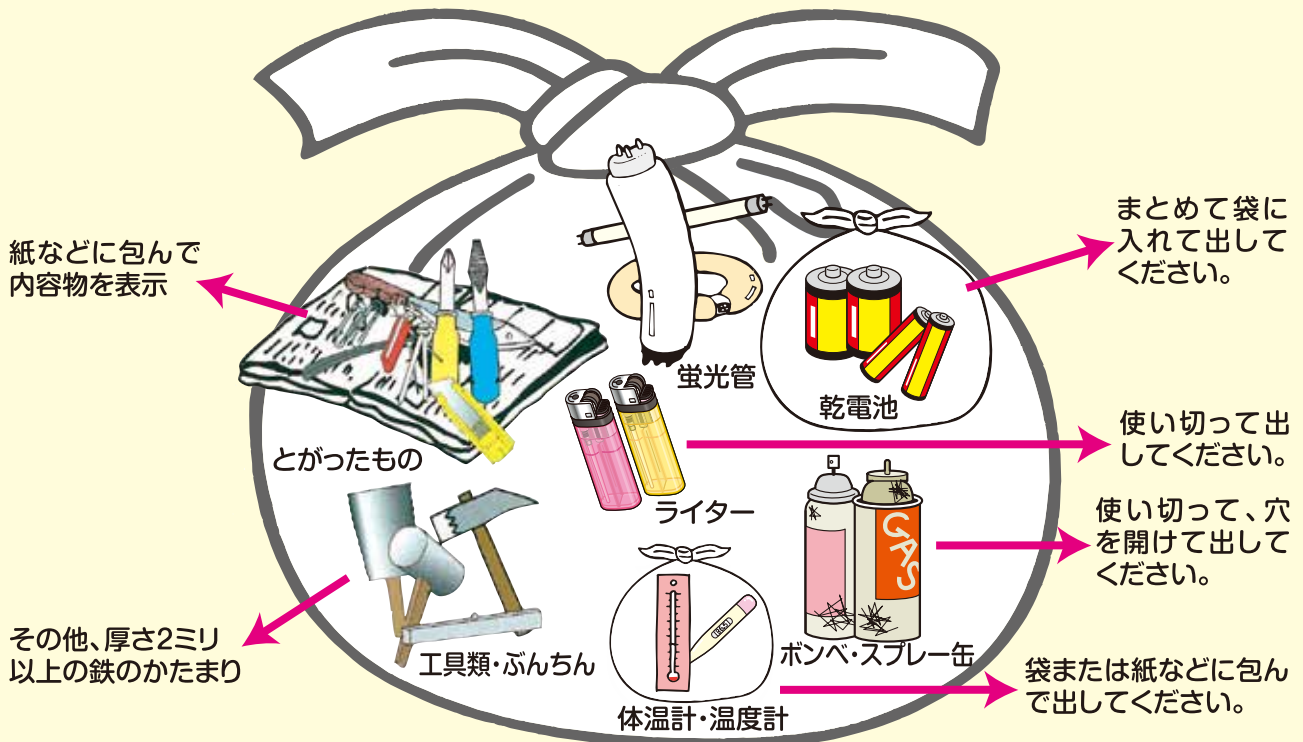 紙などに包んで
内容物を表示
とがったもの
蛍光管
まとめて袋に
入れて出して
ください。
乾電池
使い切って出
してください。
ライター
使い切って、穴
を開けて出して
ください。
GAS
ボンベ・スプレー缶
その他、厚さ2ミリ
以上の鉄のかたまり
工具類・ぶんちん
体温計・温度計
袋または紙などに包ん
で出してください。